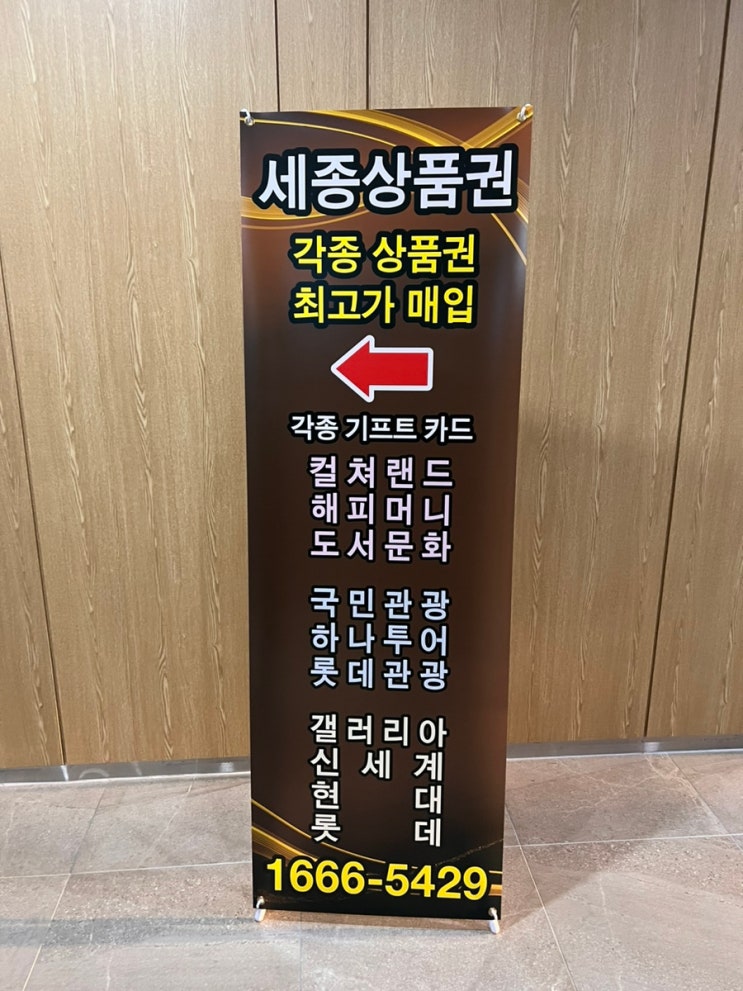 세종상품권
각종 상품권
최고가 매입
각종 기프트 카드
컬쳐랜드
해피머니
도서문화
국민관광
하나투어
롯데관광
갤러리아
신세계
현대
롯데
1666-5429